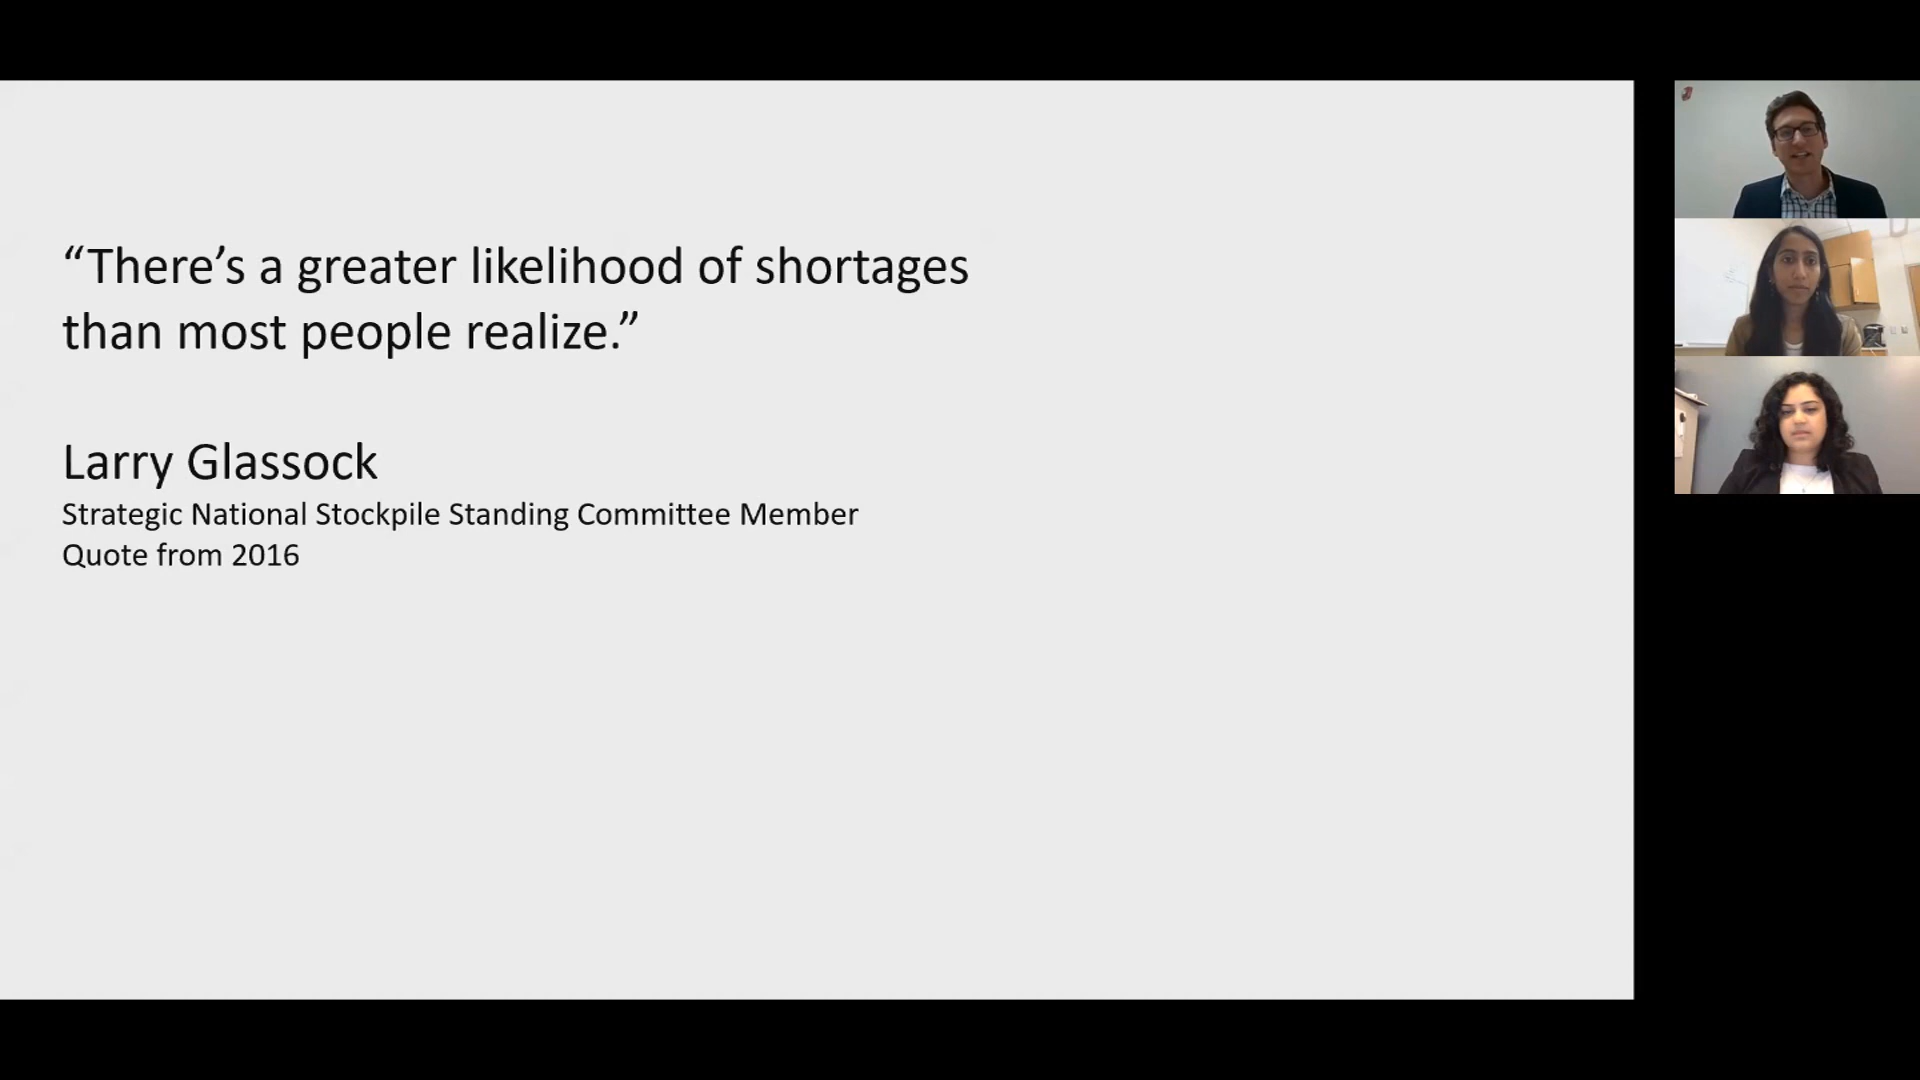 “There’s a greater likelihood of shortages
than most people realize.”
Larry Glassock
Strategic National Stockpile Standing Committee Member
Quote from 2016